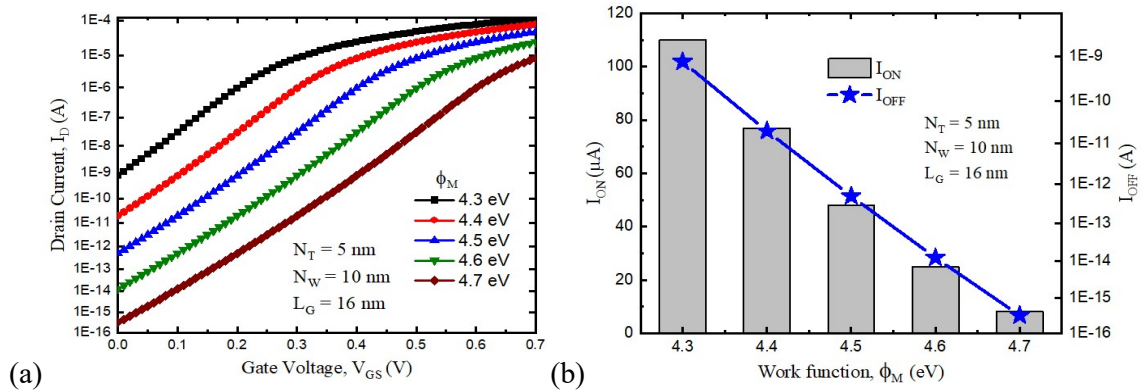 1E-4
1E-5
1E-6
1E-7
1E-8
1E-9
1E-10
1E-11
1E-12
1E-13
1E-14
1E-15
1E-16
Drain Current, I_D (A)
ϕ_M
4.3 eV
4.4 eV
4.5 eV
4.6 eV
4.7 eV
N_T = 5 nm
N_W = 10 nm
L_G = 16 nm
0.0 0.1 0.2 0.3 0.4 0.5 0.6 0.7
Gate Voltage, V_GS (V)
(a)
120
100
80
60
40
20
0
I_ON (μA)
I_ON
I_OFF
N_T = 5 nm
N_W = 10 nm
L_G = 16 nm
1E-9
1E-10
1E-11
1E-12
1E-13
1E-14
1E-15
1E-16
I_OFF (A)
4.3 4.4 4.5 4.6 4.7
Work function, ϕ_M (eV)
(b)